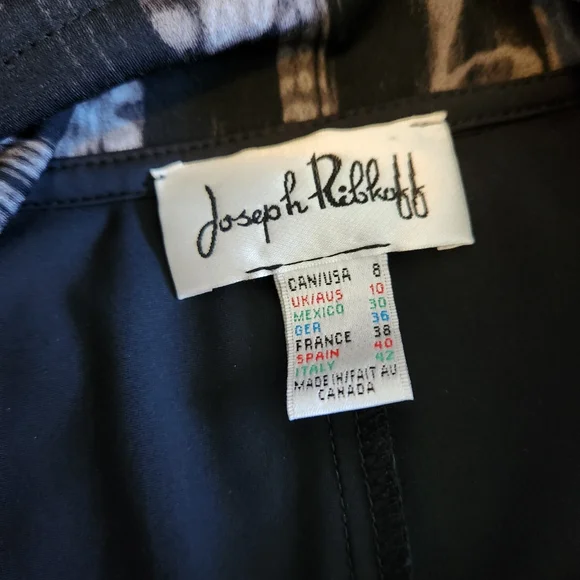 Joseph Ribkoff
CAN/USA 8
UK/AUS 10
MEXICO 30
GER 36
FRANCE 38
SPAIN 40
ITALY 42
MADE IN/FAIT AU
CANADA